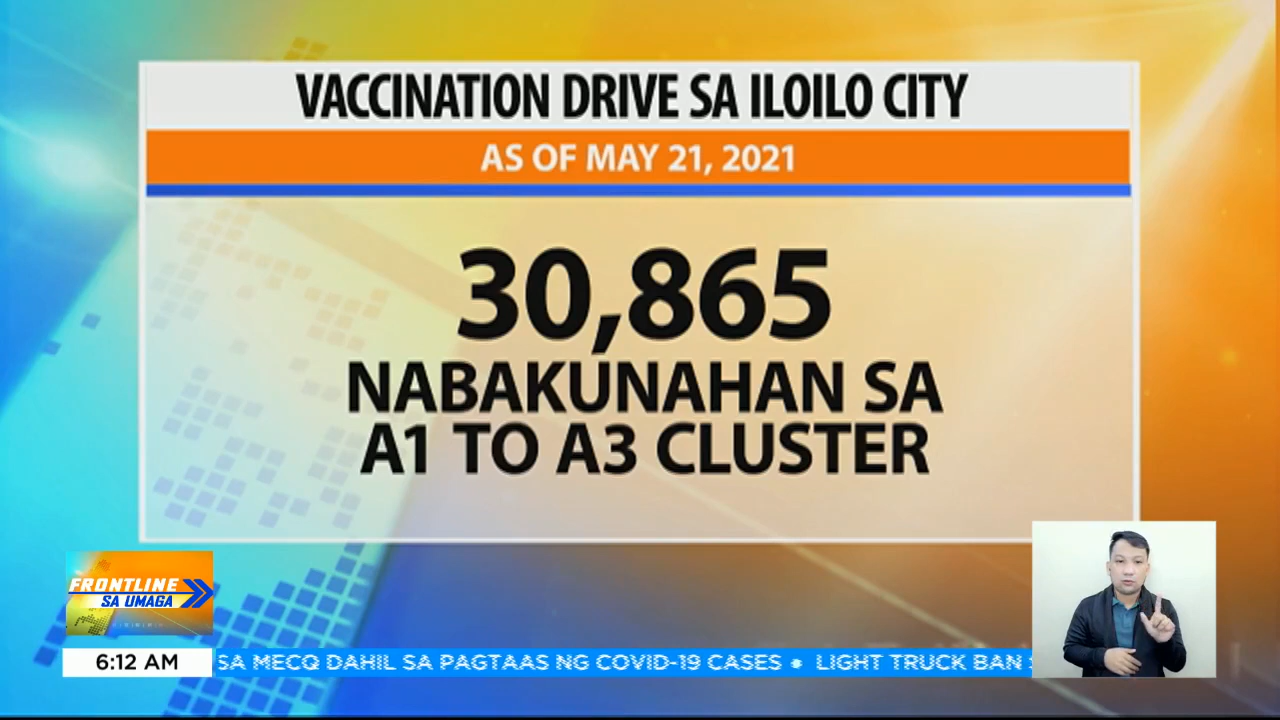 VACCINATION DRIVE SA ILOILO CITY
AS OF MAY 21, 2021
30,865
NABAKUNAHAN SA
A1 TO A3 CLUSTER
FRONTLINE
SA UMAGA
6:12 AM
SA MECQ DAHIL SA PAGTAAS NG COVID-19 CASES • LIGHT TRUCK BAN